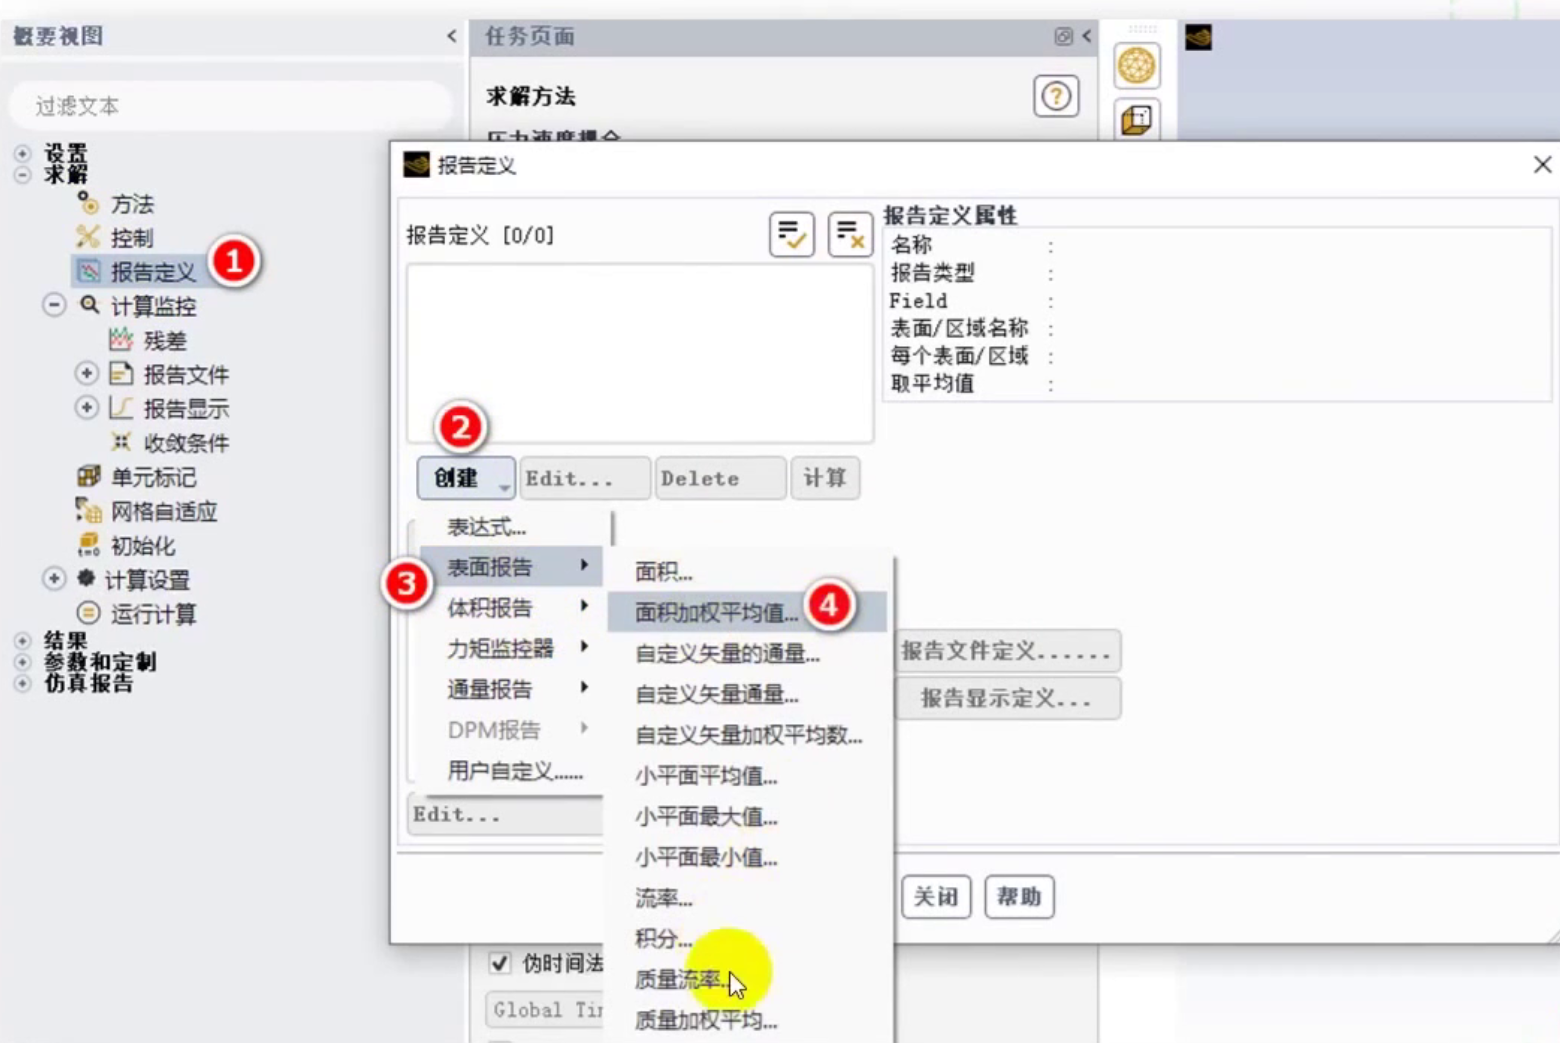 概要视图
过滤文本
设置
求解
方法
控制
报告定义
1
计算监控
残差
报告文件
报告显示
收敛条件
单元标记
网格自适应
t=0
初始化
计算设置
运行计算
结果
参数和定制
仿真报告
任务页面
求解方法
?
压力速度耦合
报告定义
报告定义 [0/0]
报告定义属性
名称 :
报告类型 :
Field :
表面/区域名称 :
每个表面/区域 :
取平均值 :
2
创建
Edit...
Delete
计算
表达式...
3
表面报告
体积报告
力矩监控器
通量报告
DPM报告
用户自定义......
Edit...
面积...
面积加权平均值...
4
自定义矢量的通量...
自定义矢量通量...
自定义矢量加权平均数...
小平面平均值...
小平面最大值...
小平面最小值...
流率...
积分...
质量流率...
质量加权平均...
报告文件定义......
报告显示定义...
关闭
帮助
伪时间法
Global Tim